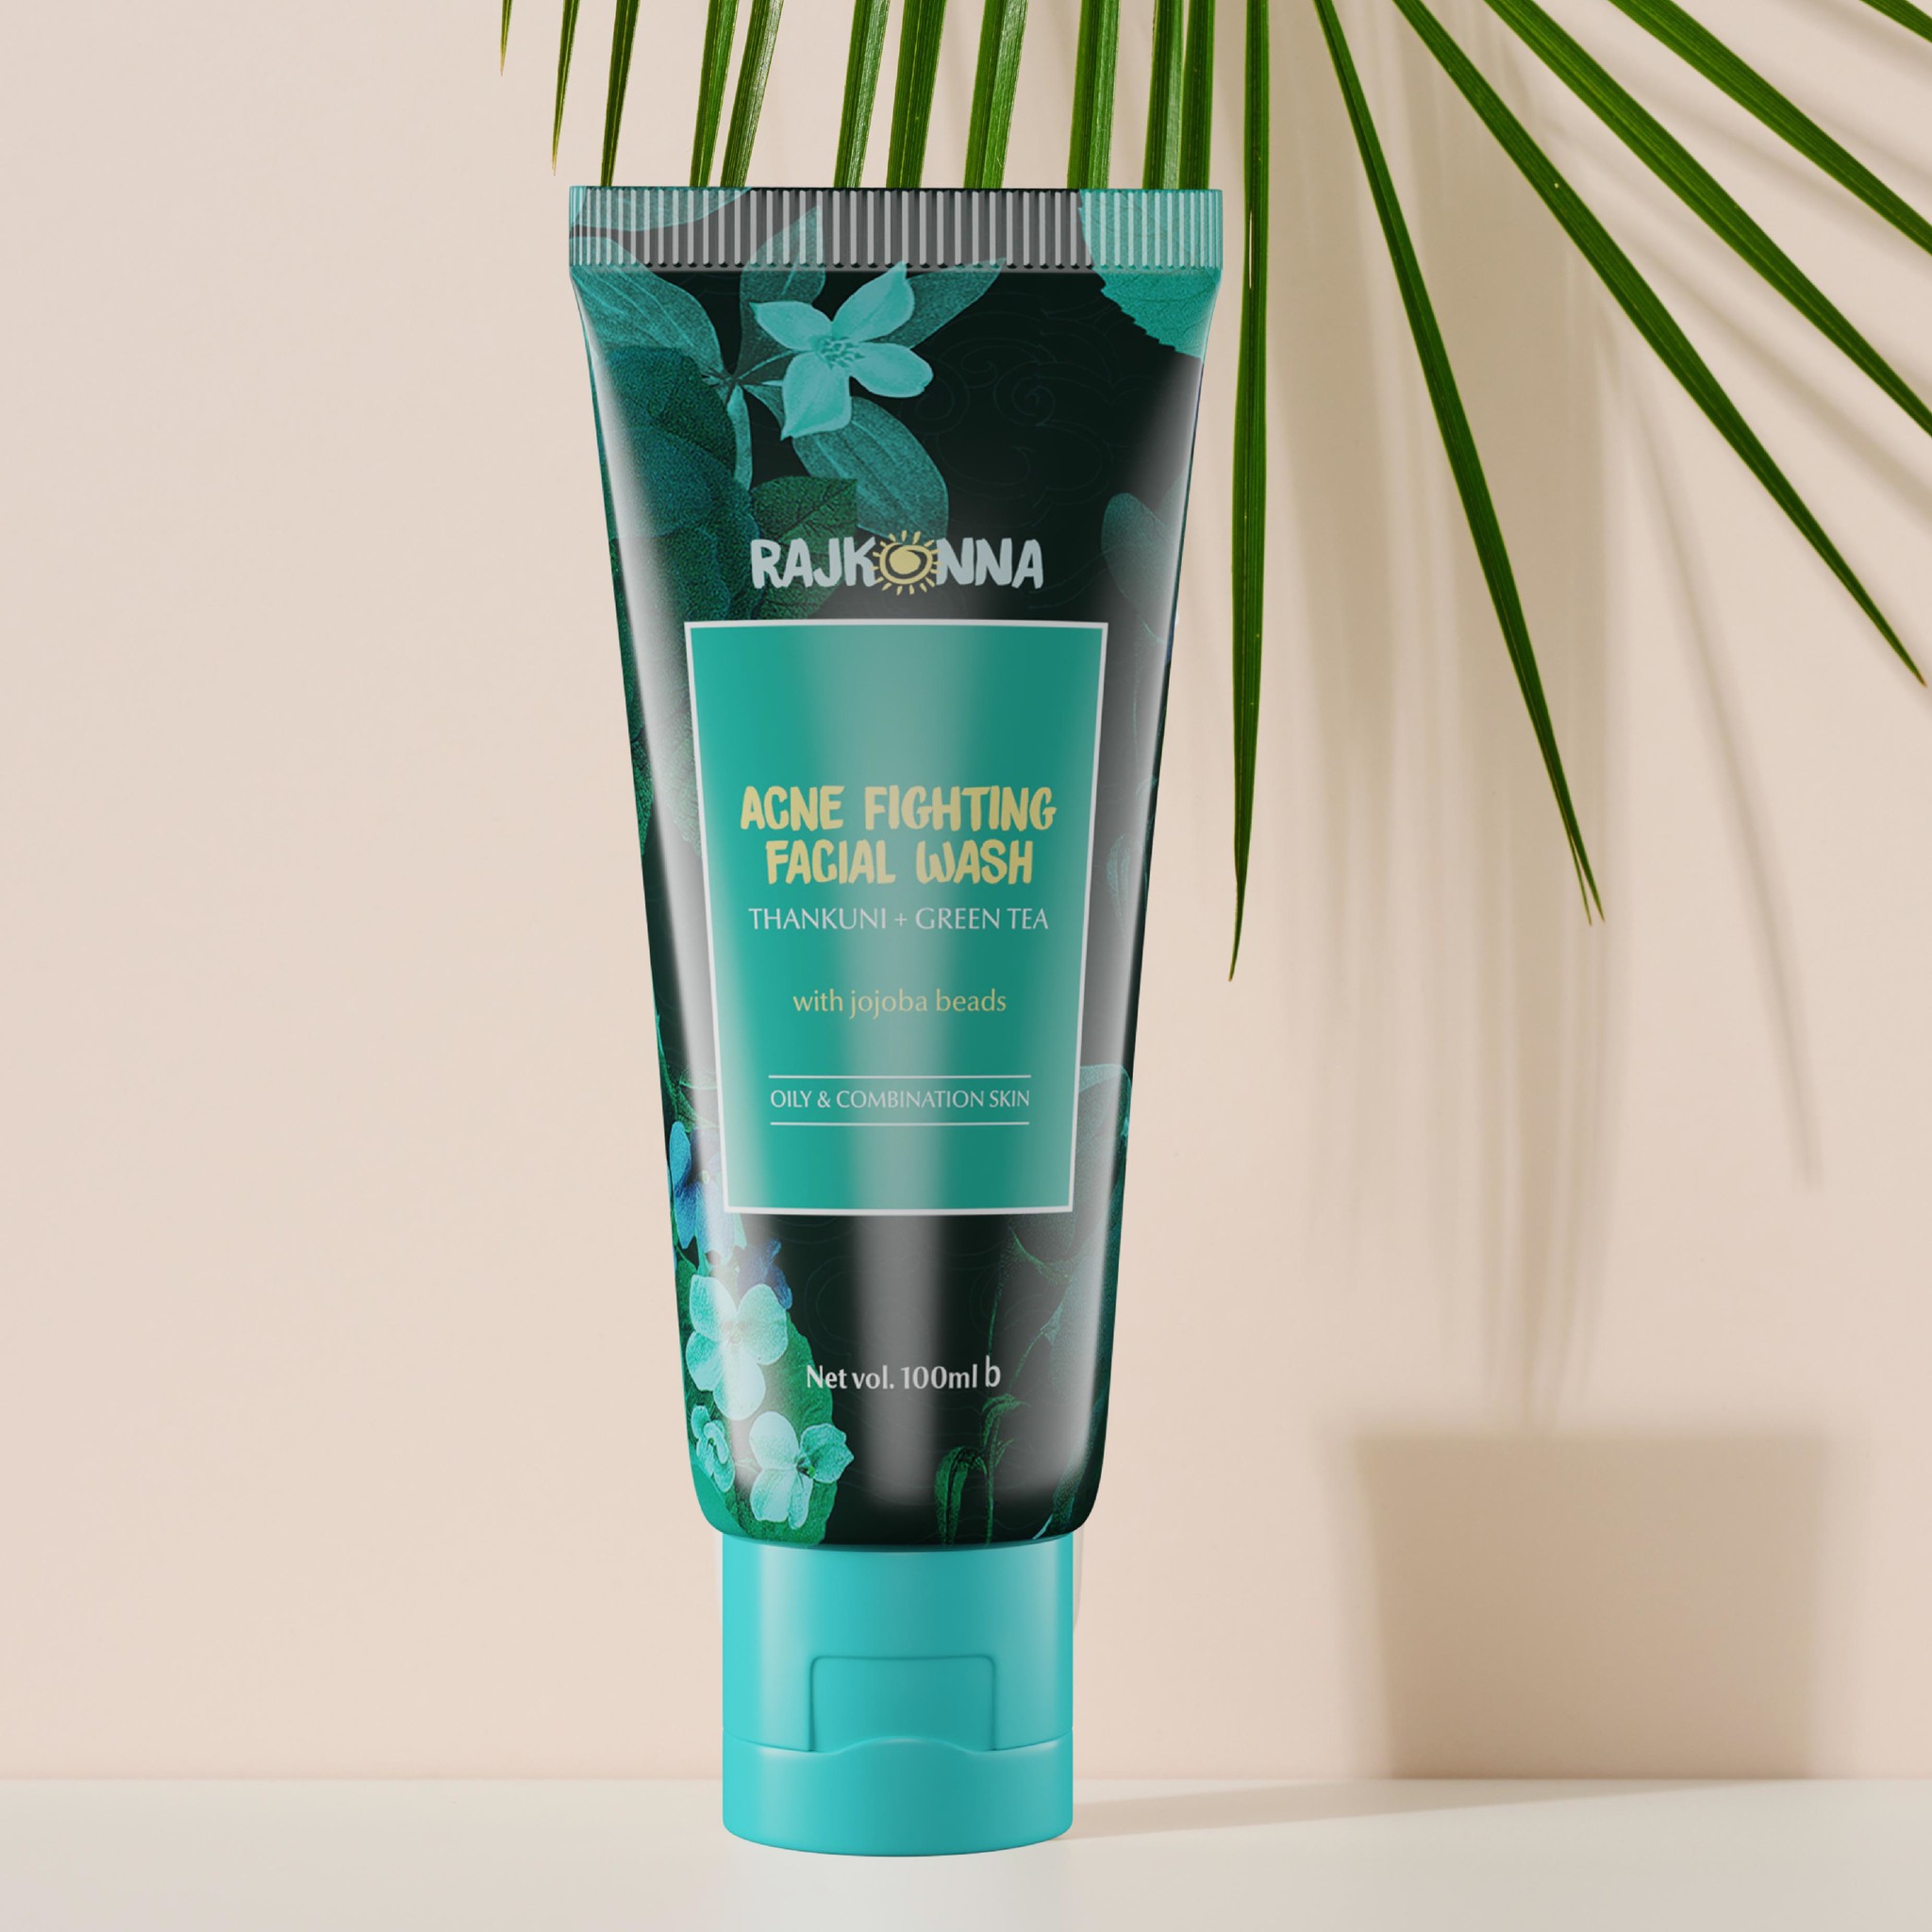 RAJKONNA
ACNE FIGHTING
FACIAL WASH
THANKUNI + GREEN TEA
with jojoba beads
OILY & COMBINATION SKIN
Net vol. 100ml b